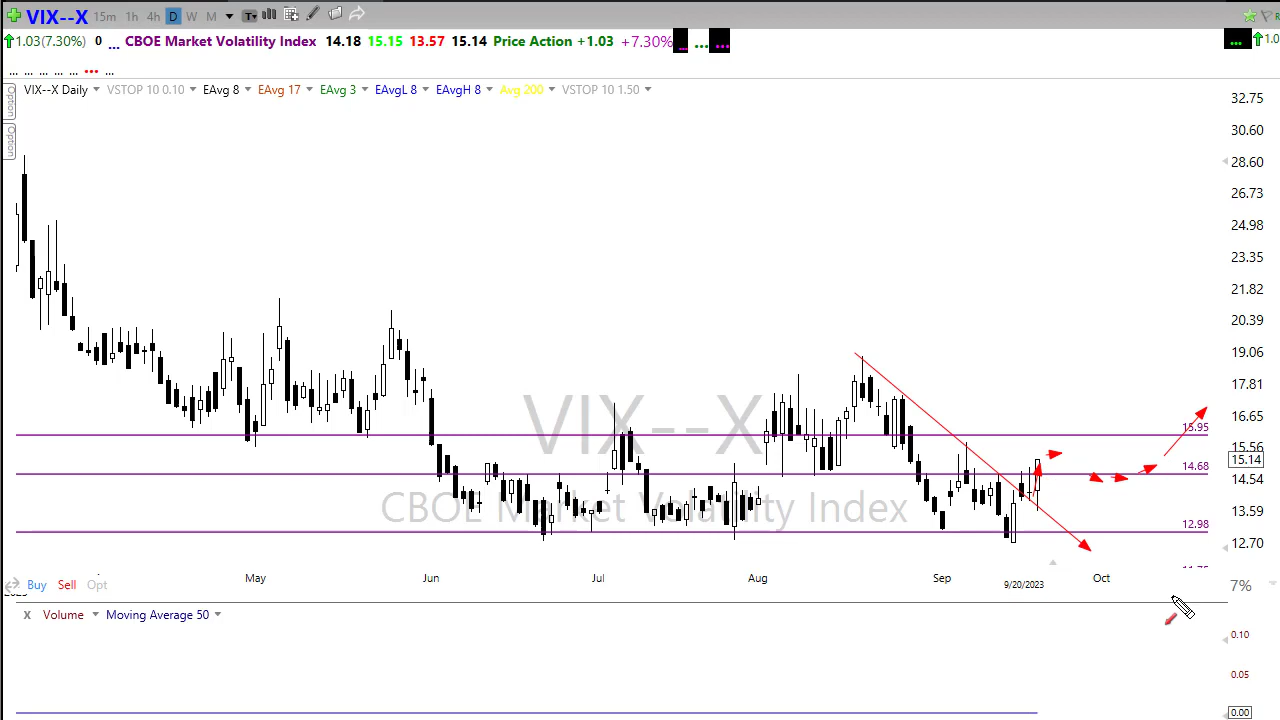 VIX--X 15m 1h 4h D W M T
1.03(7.30%) 0 ... CBOE Market Volatility Index 14.18 15.15 13.57 15.14 Price Action +1.03 +7.30% ... ... ... ... 1.0
... ... ... ... ... ... ...
Option VIX--X Daily VSTOP 10 0.10 EAvg 8 EAvg 17 EAvg 3 EAvgL 8 EAvgH 8 Avg 200 VSTOP 10 1.50
Option
32.75
30.60
28.60
26.73
24.98
23.35
21.82
20.39
19.06
17.81
16.65
15.95
15.56
15.14
14.68
14.54
13.59
12.98
12.70
VIX--X
CBOE Market Volatility Index
May Jun Jul Aug Sep 9/20/2023 Oct
Buy Sell Opt 7%
X Volume Moving Average 50
0.10
0.05
0.00